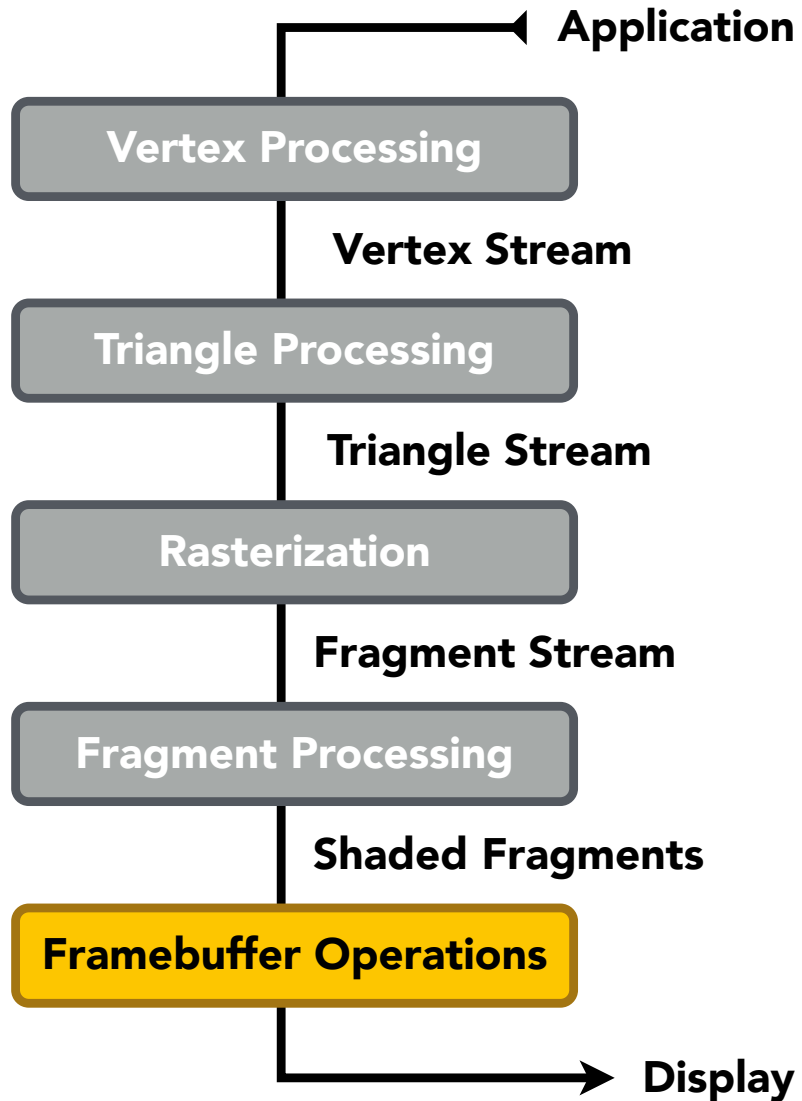 Application
Vertex Processing
Vertex Stream
Triangle Processing
Triangle Stream
Rasterization
Fragment Stream
Fragment Processing
Shaded Fragments
Framebuffer Operations
Display